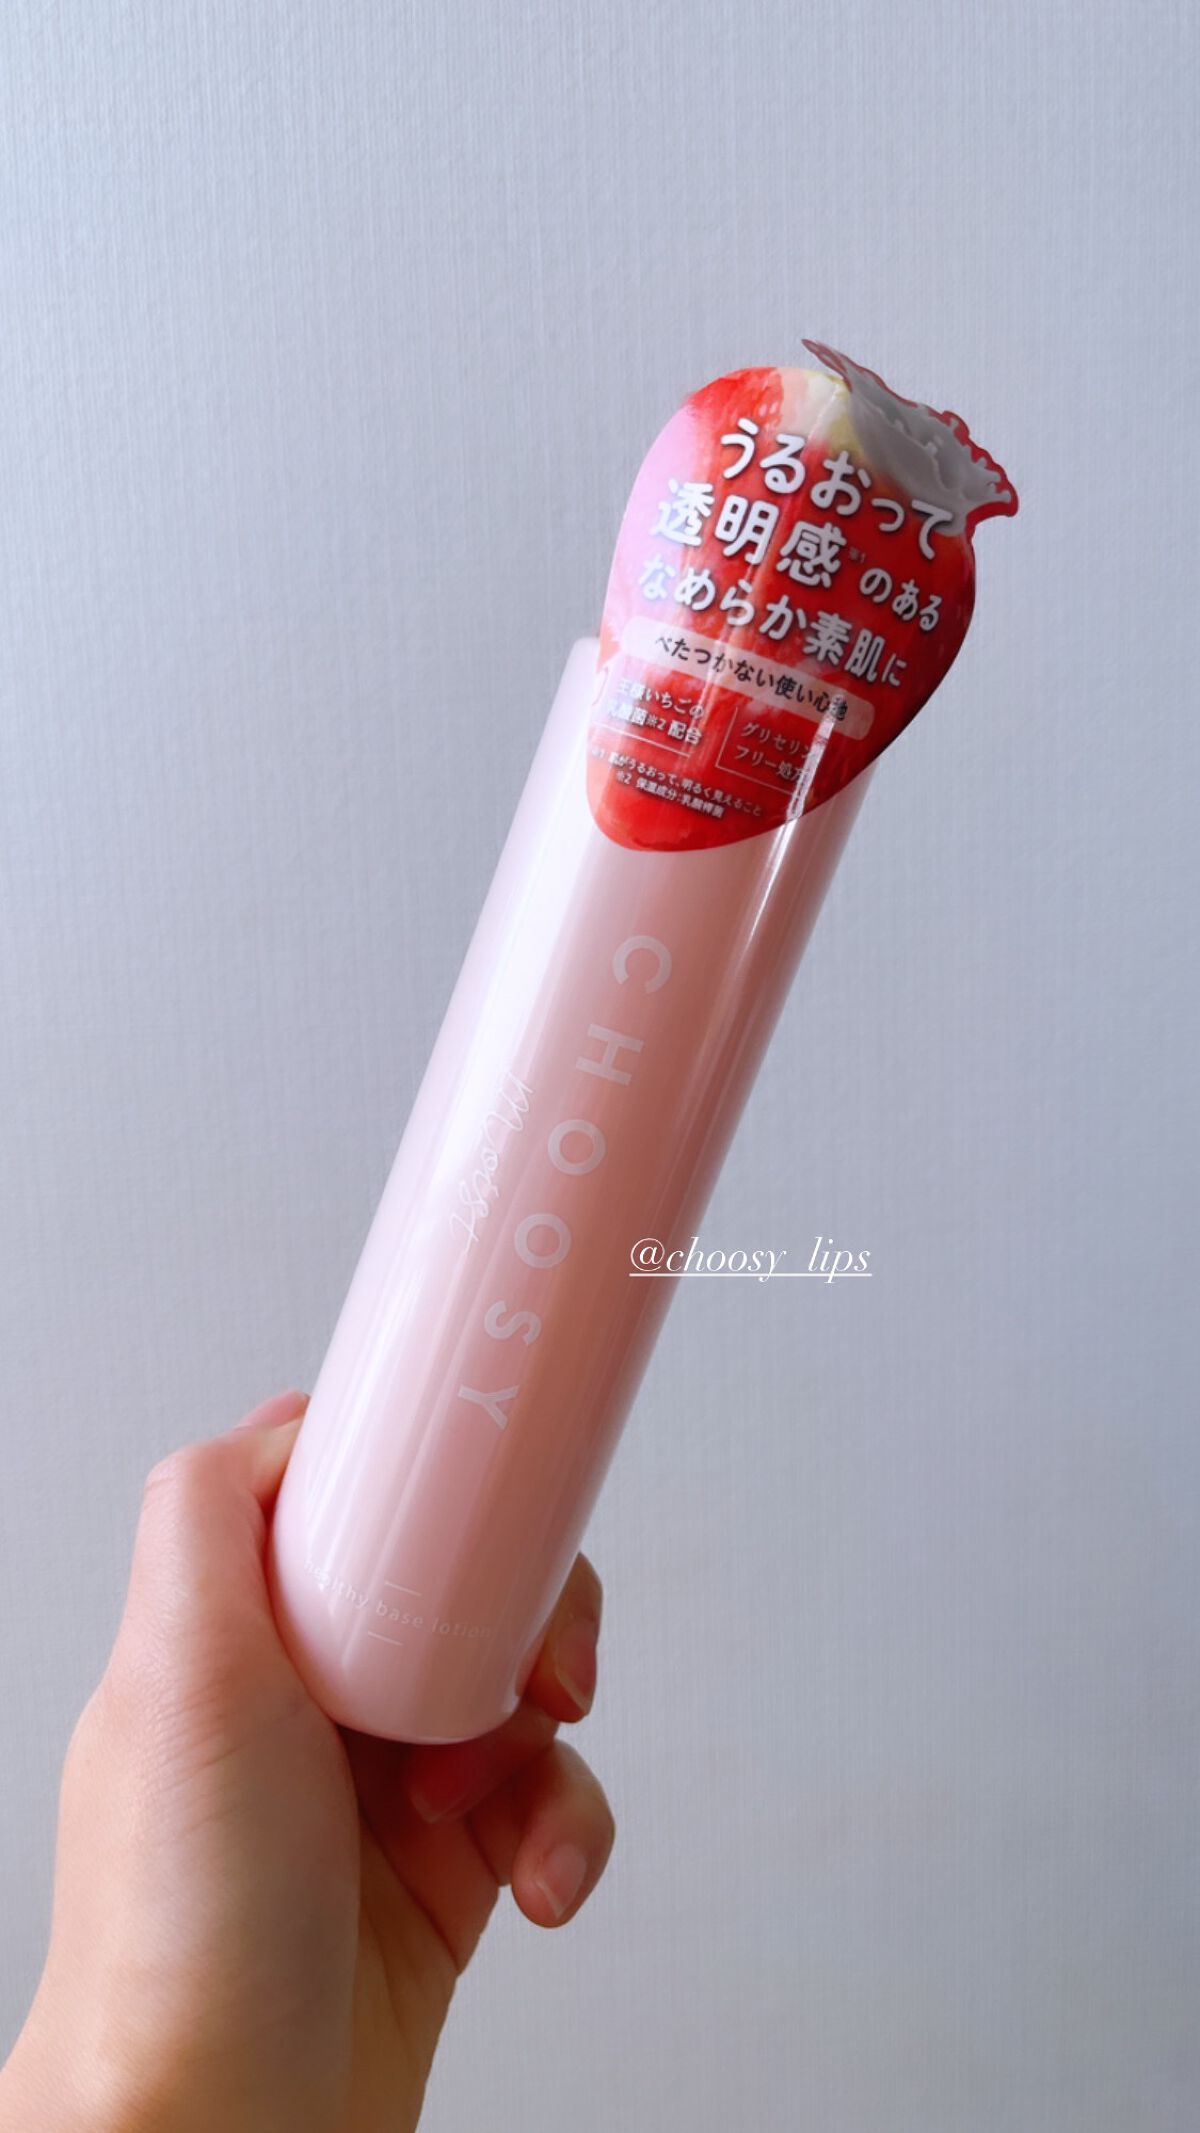 うるおって
透明感※1のある
なめらか素肌に
べたつかない使い心地
王様いちごの
乳酸菌※2 配合
グリセリン
フリー処方
※1 肌がうるおって、明るく見えること
※2 保湿成分:乳酸桿菌
CHOOSY
moist
@choosy_lips
healthy base lotion